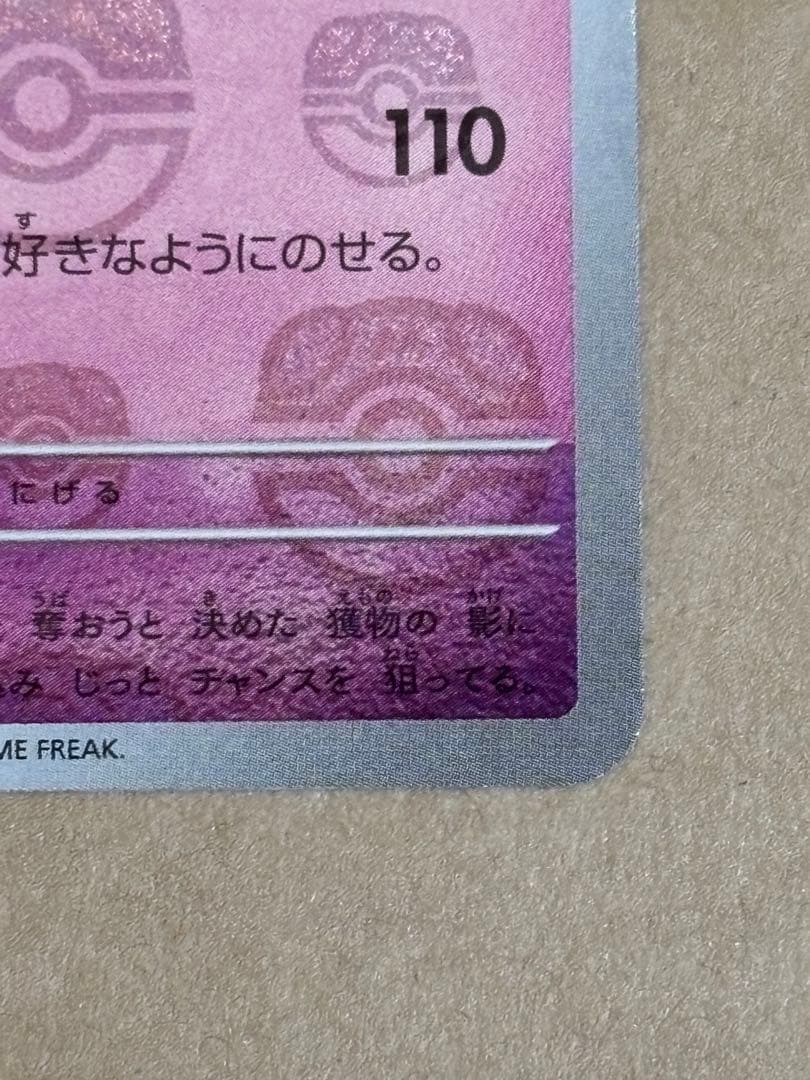 110
好きなようにのせる。
にげる
奪おうと 決めた 獲物の 影に
み じっと チャンスを 狙ってる。
ME FREAK.